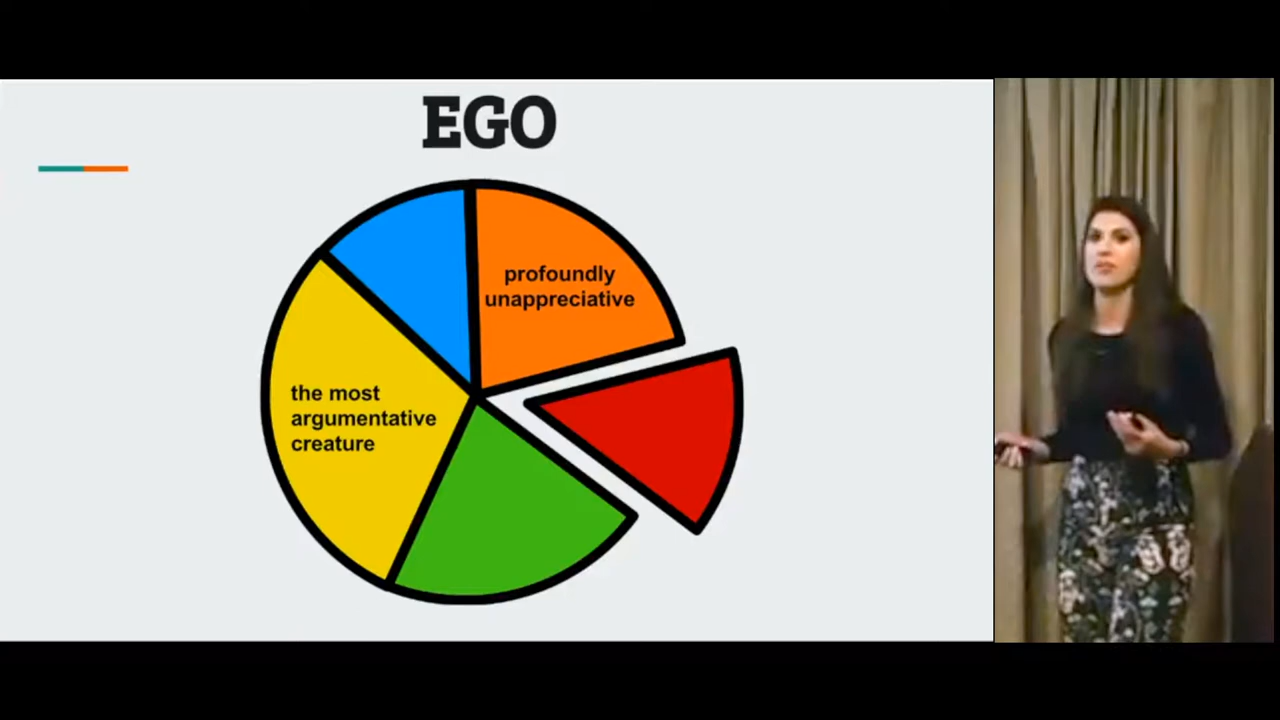 EGO
profoundly
unappreciative
the most
argumentative
creature